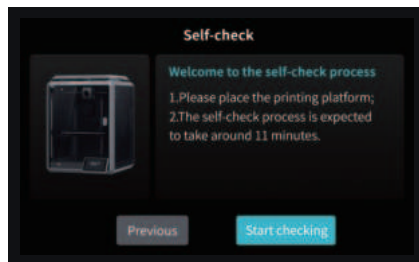 Self-check
Welcome to the self-check process
1.Please place the printing platform;
2.The self-check process is expected
to take around 11 minutes.
Previous
Start checking